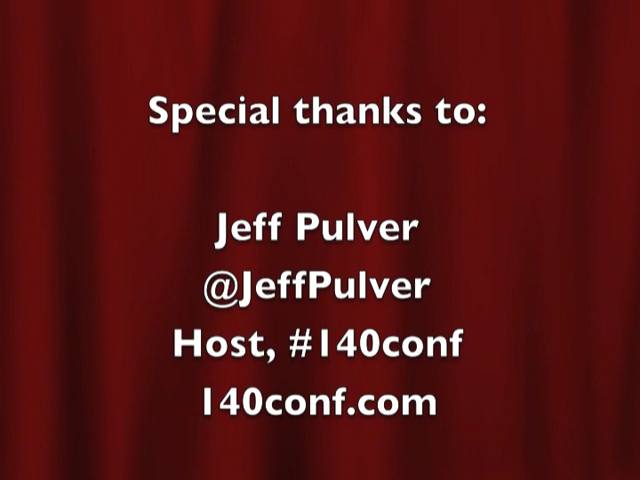 Special thanks to:
Jeff Pulver
@JeffPulver
Host, #140conf
140conf.com